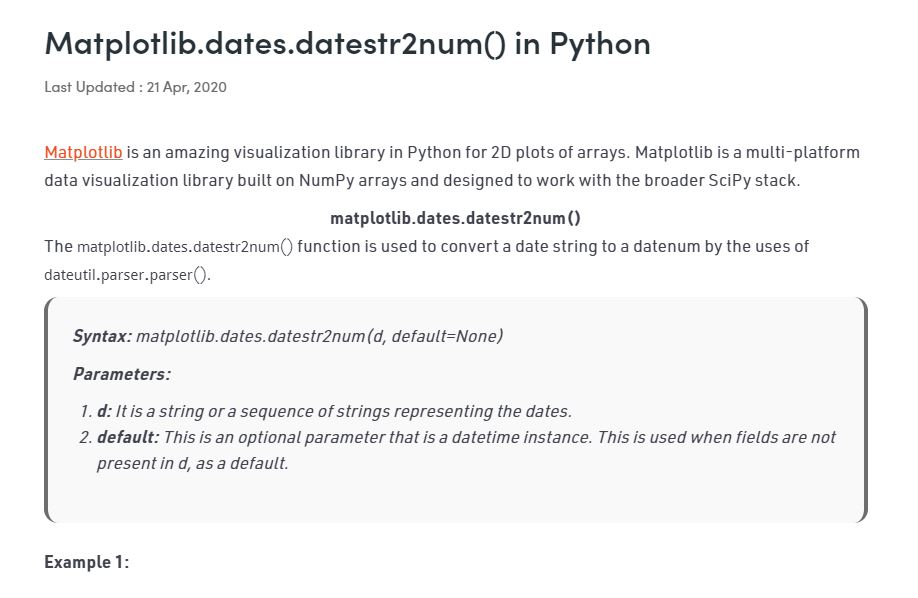 Matplotlib.dates.datestr2num() in Python
Last Updated : 21 Apr, 2020
Matplotlib is an amazing visualization library in Python for 2D plots of arrays. Matplotlib is a multi-platform
data visualization library built on NumPy arrays and designed to work with the broader SciPy stack.
matplotlib.dates.datestr2num()
The matplotlib.dates.datestr2num() function is used to convert a date string to a datenum by the uses of
dateutil.parser.parser().
Syntax: matplotlib.dates.datestr2num(d, default=None)
Parameters:
1. d: It is a string or a sequence of strings representing the dates.
2. default: This is an optional parameter that is a datetime instance. This is used when fields are not
present in d, as a default.
Example 1: